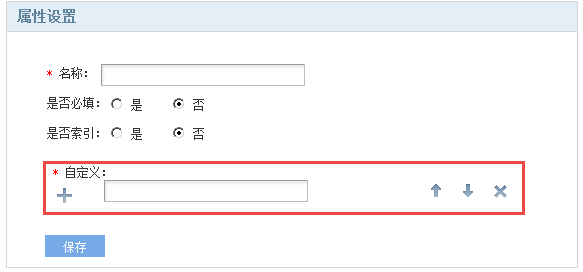 属性设置
* 名称：
是否必填： 是 否
是否索引： 是 否
* 自定义：
保存